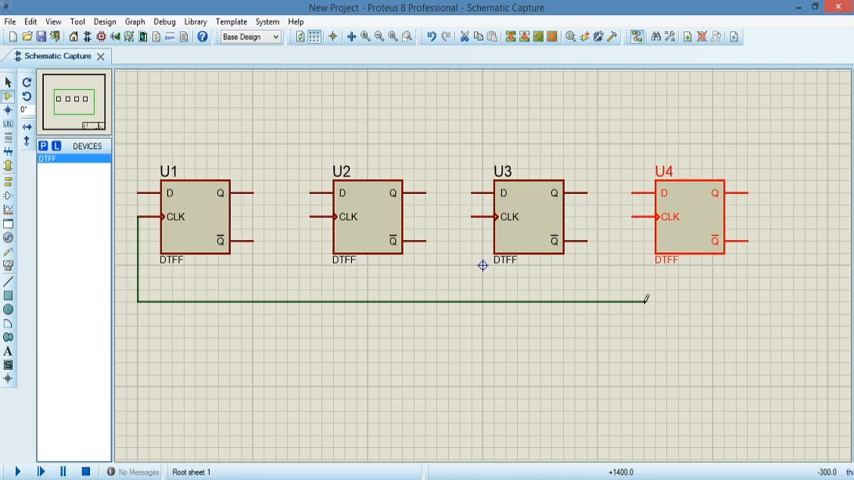 New Project - Proteus 8 Professional - Schematic Capture
File Edit View Tool Design Graph Debug Library Template System Help
Base Design
Schematic Capture
P L DEVICES
DTFF
0°
U1 U2 U3 U4
D Q D Q D Q D Q
CLK CLK CLK CLK
Q Q Q Q
DTFF DTFF DTFF DTFF
No Messages Root sheet 1 +1400.0 -300.0 th